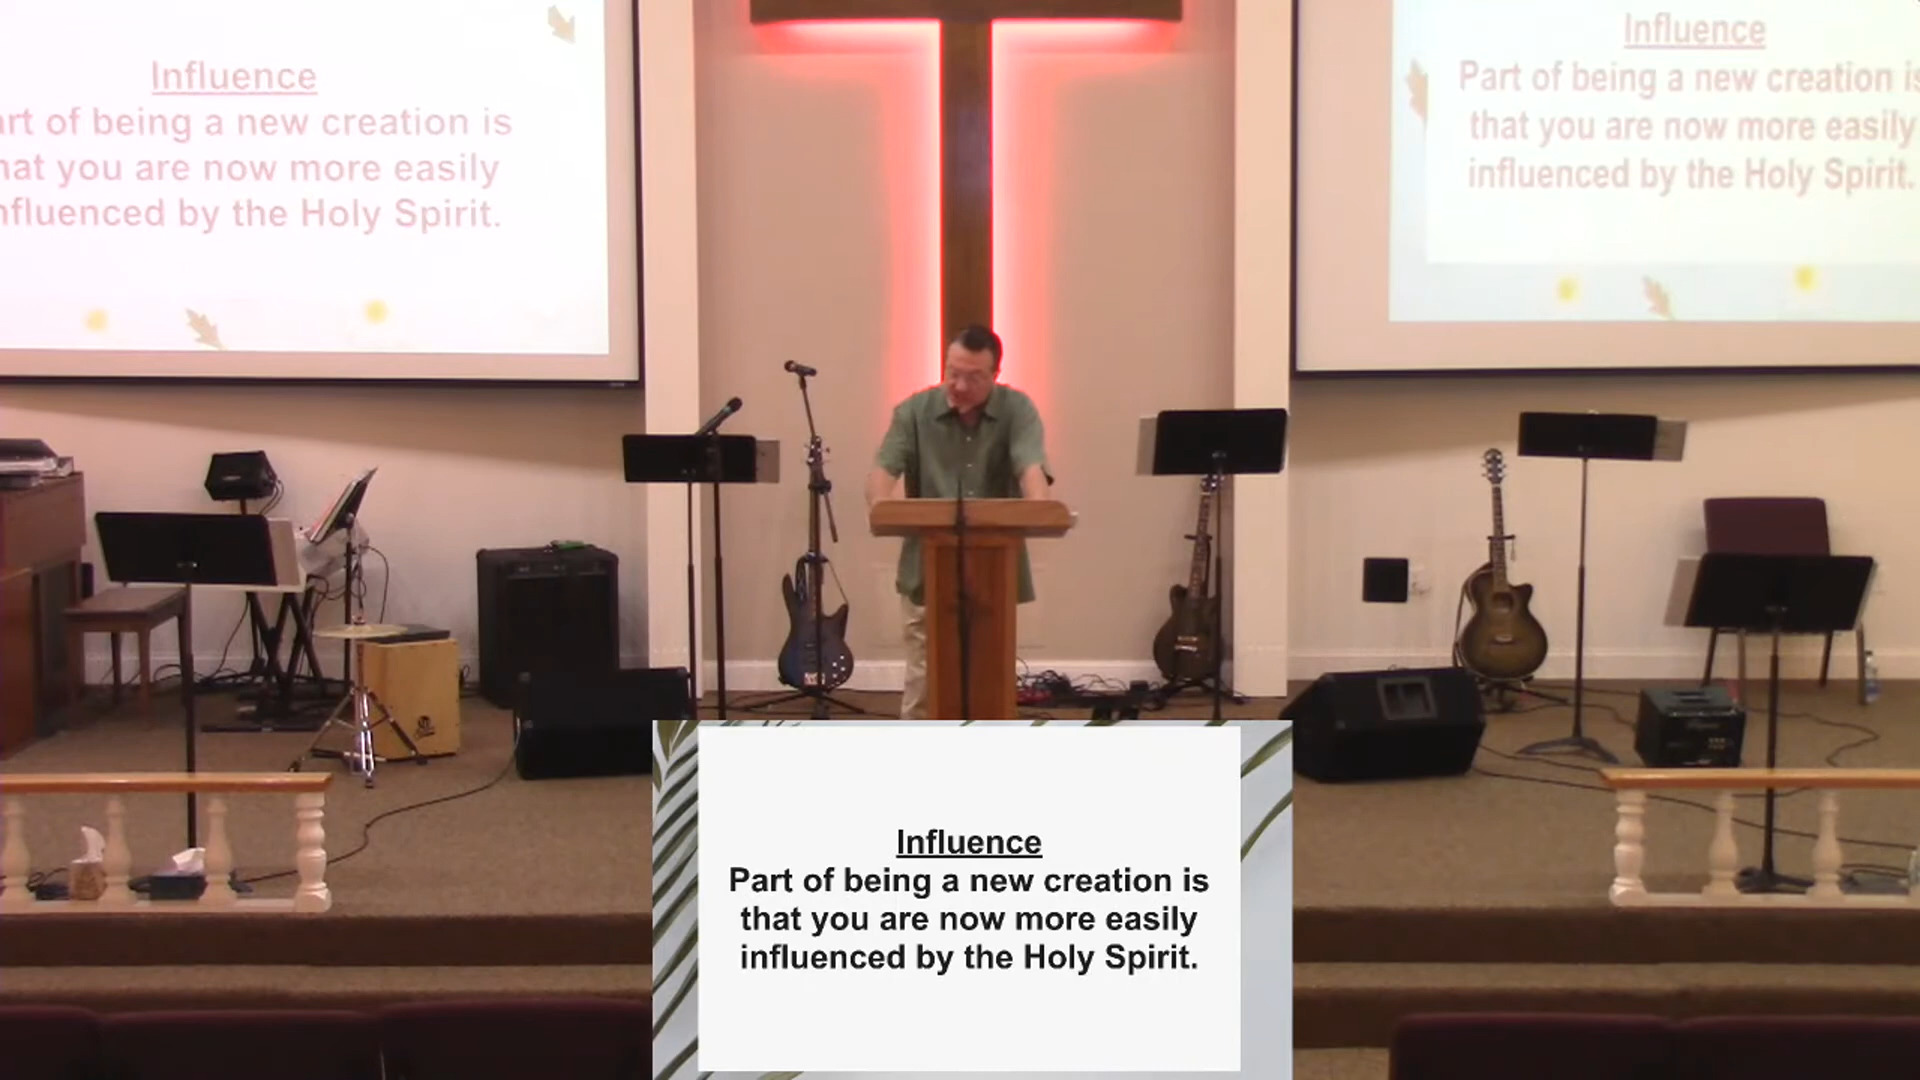 Influence
art of being a new creation is
hat you are now more easily
nfluenced by the Holy Spirit.
Influence
Part of being a new creation is
that you are now more easily
influenced by the Holy Spirit.
Influence
Part of being a new creation is
that you are now more easily
influenced by the Holy Spirit.